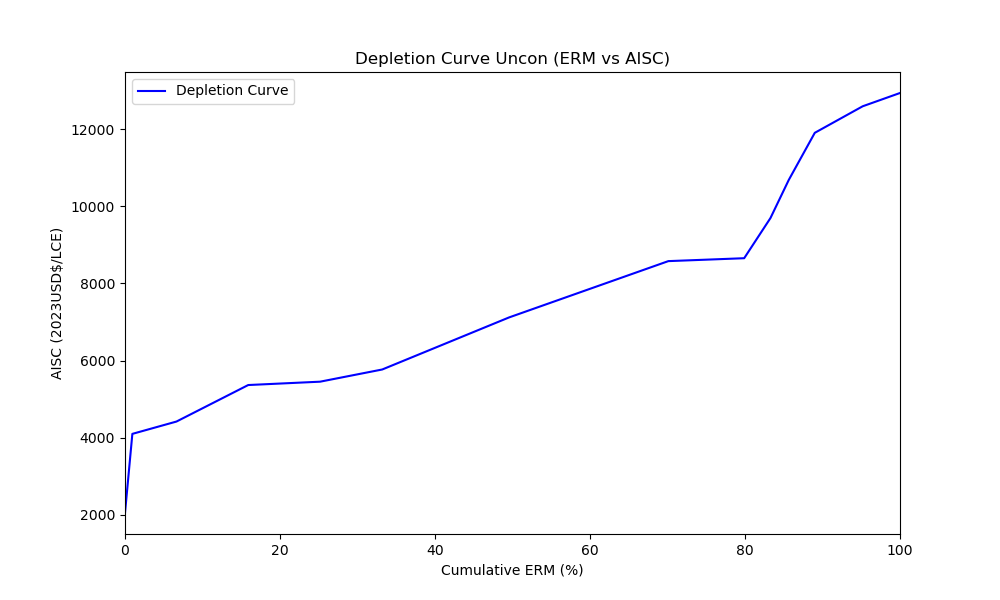 Depletion Curve Uncon (ERM vs AISC)
Depletion Curve
12000
10000
8000
6000
4000
2000
AISC (2023USD$/LCE)
0 20 40 60 80 100
Cumulative ERM (%)